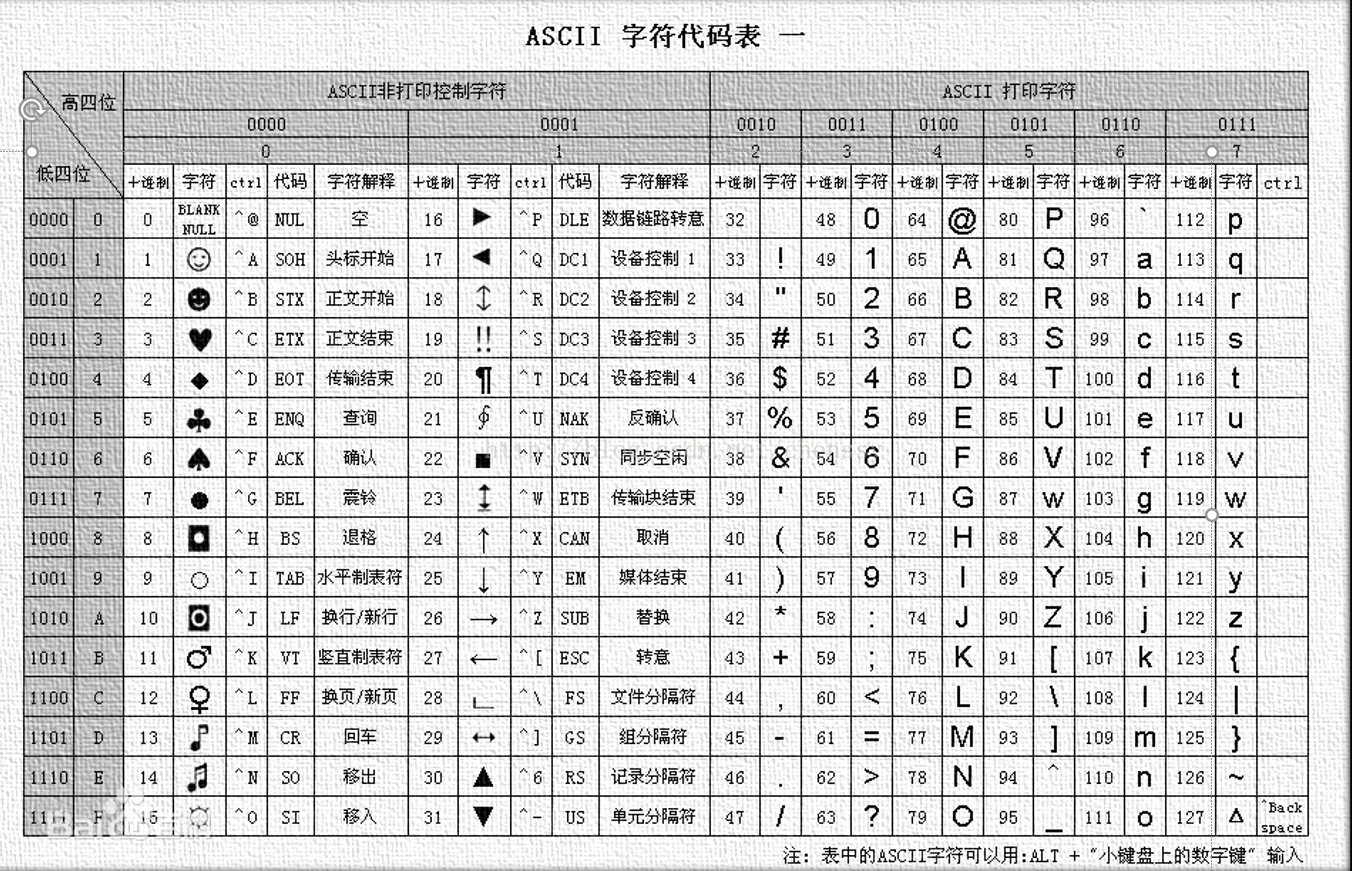 ASCII 字符代码表 一
高四位 ASCII非打印控制字符 ASCII 打印字符
0000 0001 0010 0011 0100 0101 0110 0111
0 1 2 3 4 5 6 7
低四位 十进制 字符 ctrl 代码 字符解释 十进制 字符 ctrl 代码 字符解释 十进制 字符 十进制 字符 十进制 字符 十进制 字符 十进制 字符 十进制 字符 ctrl
0000 0 0 BLANK NULL ^@ NUL 空 16 ► ^P DLE 数据链路转意 32 48 0 64 @ 80 P 96 ` 112 p
0001 1 1 ☺ ^A SOH 头标开始 17 ◄ ^Q DC1 设备控制 1 33 ! 49 1 65 A 81 Q 97 a 113 q
0010 2 2 ☻ ^B STX 正文开始 18 ↕ ^R DC2 设备控制 2 34 " 50 2 66 B 82 R 98 b 114 r
0011 3 3 ♥ ^C ETX 正文结束 19 ‼ ^S DC3 设备控制 3 35 # 51 3 67 C 83 S 99 c 115 s
0100 4 4 ♦ ^D EOT 传输结束 20 ¶ ^T DC4 设备控制 4 36 $ 52 4 68 D 84 T 100 d 116 t
0101 5 5 ♣ ^E ENQ 查询 21 ∮ ^U NAK 反确认 37 % 53 5 69 E 85 U 101 e 117 u
0110 6 6 ♠ ^F ACK 确认 22 ■ ^V SYN 同步空闲 38 & 54 6 70 F 86 V 102 f 118 v
0111 7 7 ● ^G BEL 震铃 23 ↨ ^W ETB 传输块结束 39 ' 55 7 71 G 87 w 103 g 119 w
1000 8 8 ◘ ^H BS 退格 24 ↑ ^X CAN 取消 40 ( 56 8 72 H 88 X 104 h 120 x
1001 9 9 ○ ^I TAB 水平制表符 25 ↓ ^Y EM 媒体结束 41 ) 57 9 73 I 89 Y 105 i 121 y
1010 A 10 ◙ ^J LF 换行/新行 26 → ^Z SUB 替换 42 * 58 : 74 J 90 Z 106 j 122 z
1011 B 11 ♂ ^K VT 竖直制表符 27 ← ^[ ESC 转意 43 + 59 ; 75 K 91 [ 107 k 123 {
1100 C 12 ♀ ^L FF 换页/新页 28 ∟ ^\ FS 文件分隔符 44 , 60 < 76 L 92 \ 108 l 124 |
1101 D 13 ♪ ^M CR 回车 29 ↔ ^] GS 组分隔符 45 - 61 = 77 M 93 ] 109 m 125 }
1110 E 14 ♫ ^N SO 移出 30 ▲ ^6 RS 记录分隔符 46 . 62 > 78 N 94 ^ 110 n 126 ~
1111 F 15 ☼ ^O SI 移入 31 ▼ ^- US 单元分隔符 47 / 63 ? 79 O 95 _ 111 o 127 Δ ^Back space
注: 表中的ASCII字符可以用:ALT + "小键盘上的数字键" 输入